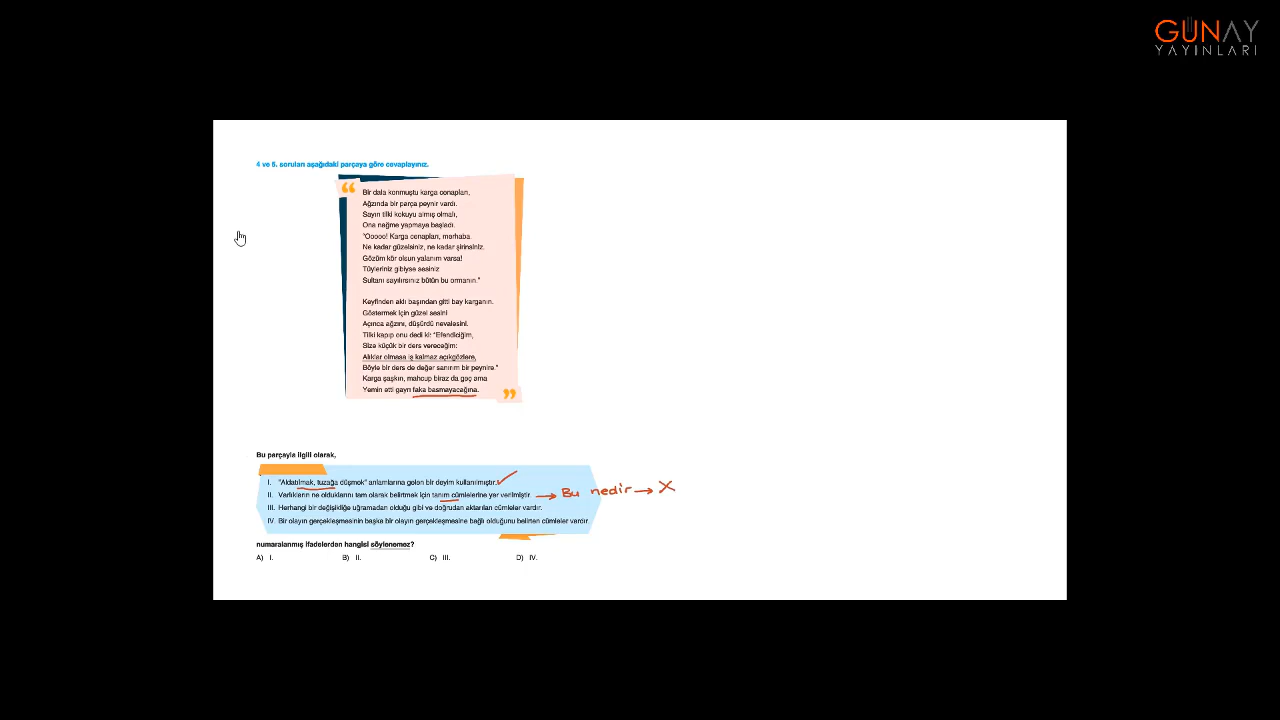 GÜNAY
YAYINLARI
4 ve 5. soruları aşağıdaki parçaya göre cevaplayınız.
“
Bir dala konmuştu karga cenapları,
Ağzında bir parça peynir vardı.
Sayın tilki kokuyu almış olmalı,
Ona nağme yapmaya başladı.
"Ooooo! Karga cenapları, merhaba.
Ne kadar güzelsiniz, ne kadar şirinsiniz.
Gözüm kör olsun yalanım varsa!
Tüyleriniz gibiyse sesiniz
Sultanı sayılırsınız bütün bu ormanın."
Keyfinden aklı başından gitti bay karganın.
Göstermek için güzel sesini
Açınca ağzını, düşürdü nevalesini.
Tilki kapıp onu dedi ki: "Efendiciğim,
Size küçük bir ders vereceğim:
Alıklar olmasa iş kalmaz açıkgözlere,
Böyle bir ders de değer sanırım bir peynire."
Karga şaşkın, mahcup biraz da geç ama
Yemin etti gayrı faka basmayacağına.
”
Bu parçayla ilgili olarak,
I. "Aldatılmak, tuzağa düşmek" anlamlarına gelen bir deyim kullanılmıştır.
II. Varlıkların ne olduklarını tam olarak belirtmek için tanım cümlelerine yer verilmiştir. → Bu nedir → X
III. Herhangi bir değişikliğe uğramadan olduğu gibi ve doğrudan aktarılan cümleler vardır.
IV. Bir olayın gerçekleşmesinin başka bir olayın gerçekleşmesine bağlı olduğunu belirten cümleler vardır.
numaralanmış ifadelerden hangisi söylenemez?
A) I. B) II. C) III. D) IV.